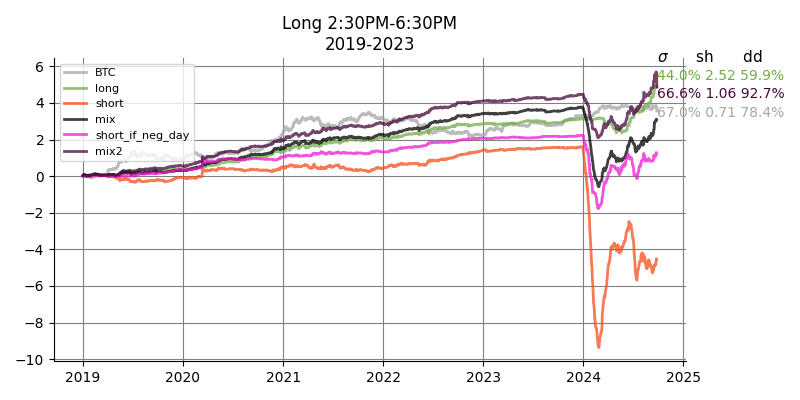 Long 2:30PM-6:30PM
2019-2023
σ sh dd
44.0% 2.52 59.9%
66.6% 1.06 92.7%
67.0% 0.71 78.4%
BTC
long
short
mix
short_if_neg_day
mix2
6
4
2
0
−2
−4
−6
−8
−10
2019 2020 2021 2022 2023 2024 2025